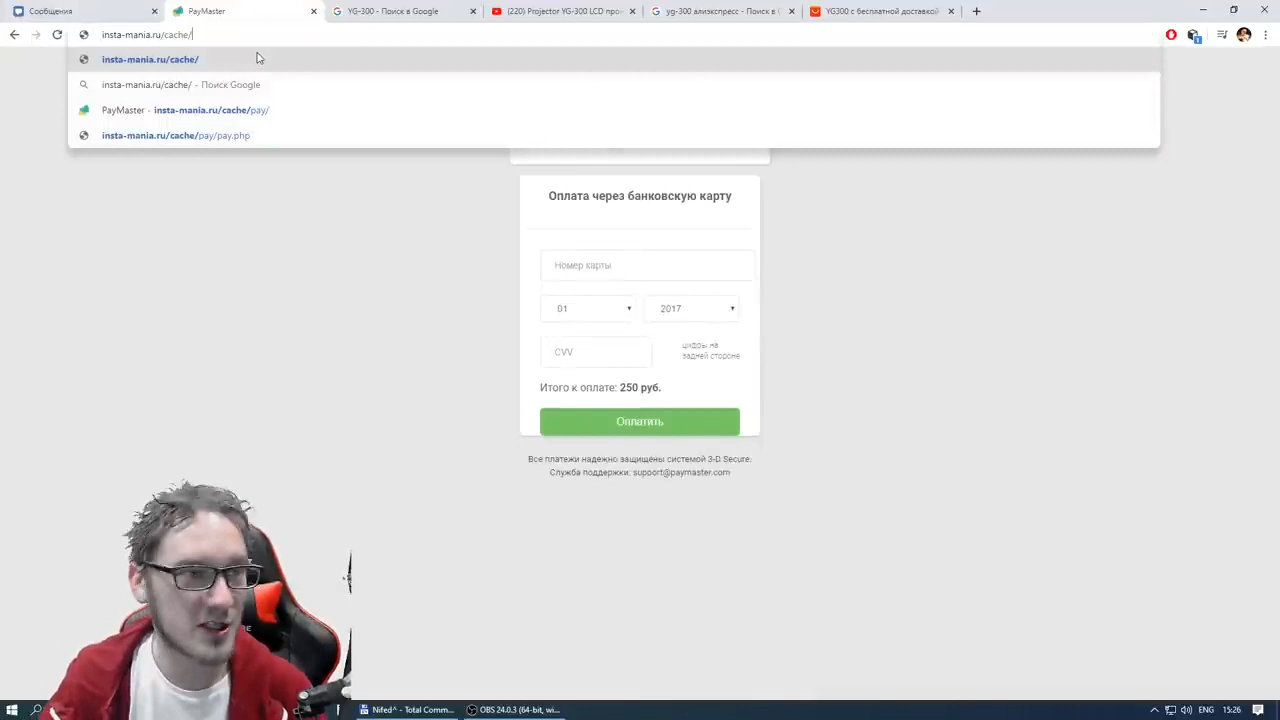 Сообщения
PayMaster
YG-300 - Поиск в Google
(220) Projector YG-300 LCD про
yg-300 алиэкспресс - Поиск в
YG300 с бесплатной доставкой
insta-mania.ru/cache/
insta-mania.ru/cache/
insta-mania.ru/cache/ - Поиск Google
PayMaster - insta-mania.ru/cache/pay/
insta-mania.ru/cache/pay/pay.php
Оплата через банковскую карту
Номер карты
01
2017
CVV
цифры на
задней стороне
Итого к оплате: 250 руб.
Оплатить
Все платежи надежно защищены системой 3-D Secure.
Служба поддержки: support@paymaster.com
Nifed^ - Total Comm...
OBS 24.0.3 (64-bit, wi...
ENG
15:26